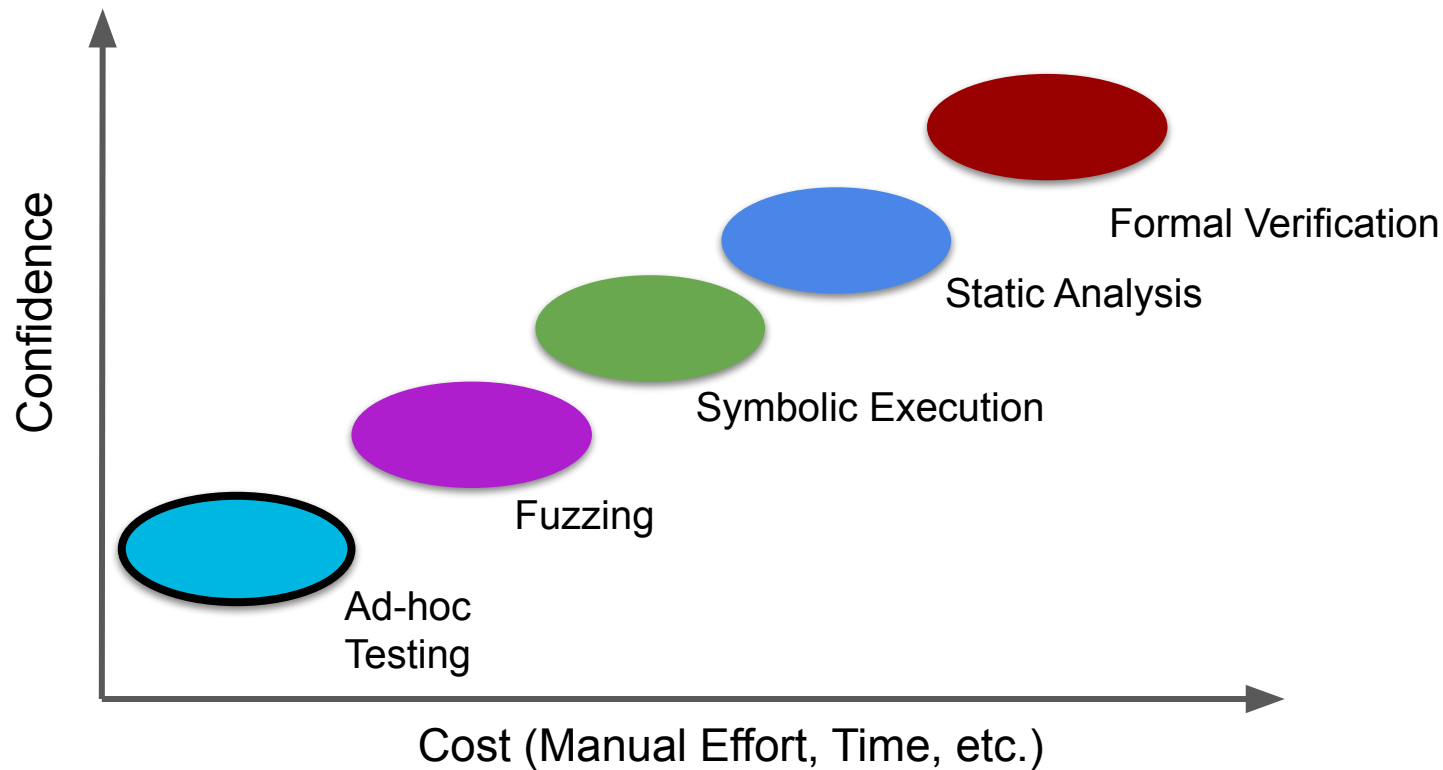 Confidence
Formal Verification
Static Analysis
Symbolic Execution
Fuzzing
Ad-hoc
Testing
Cost (Manual Effort, Time, etc.)